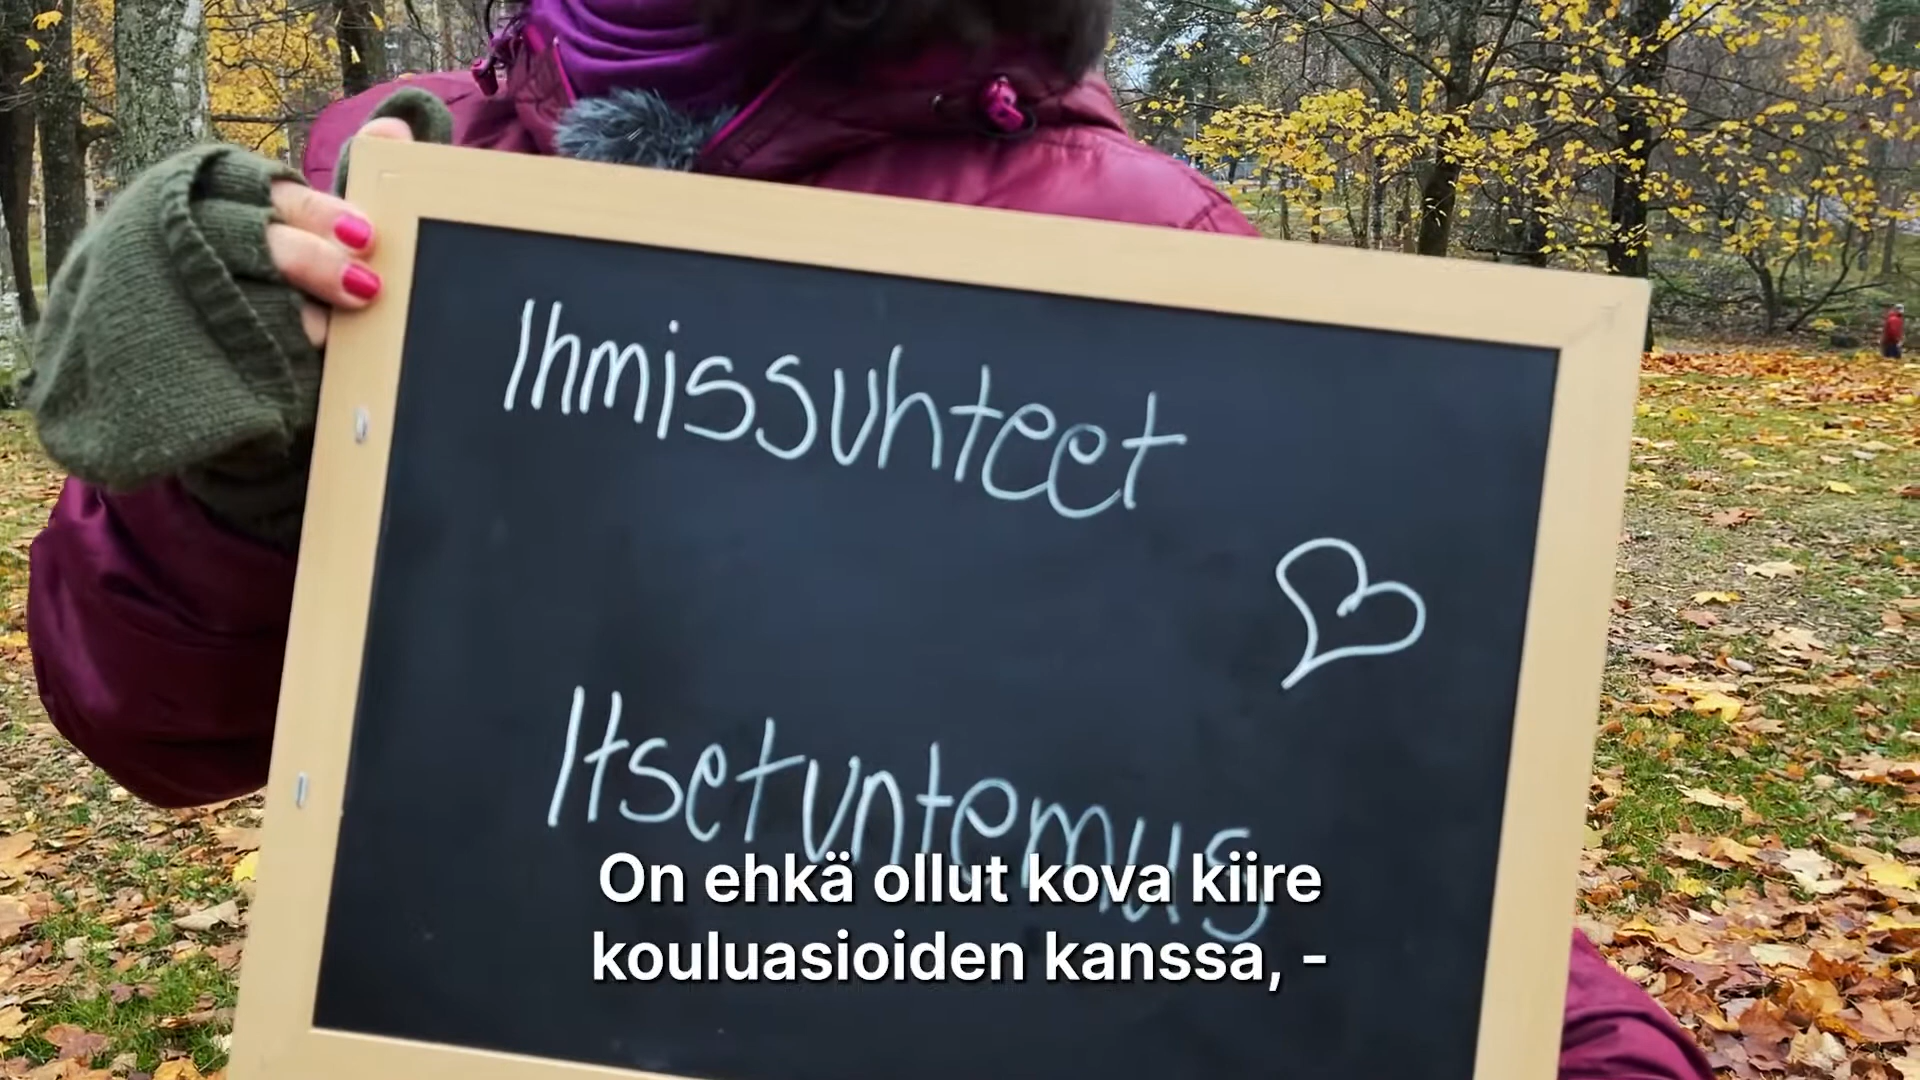 Ihmissuhteet
Itsetuntemus
On ehkä ollut kova kiire
kouluasioiden kanssa, -